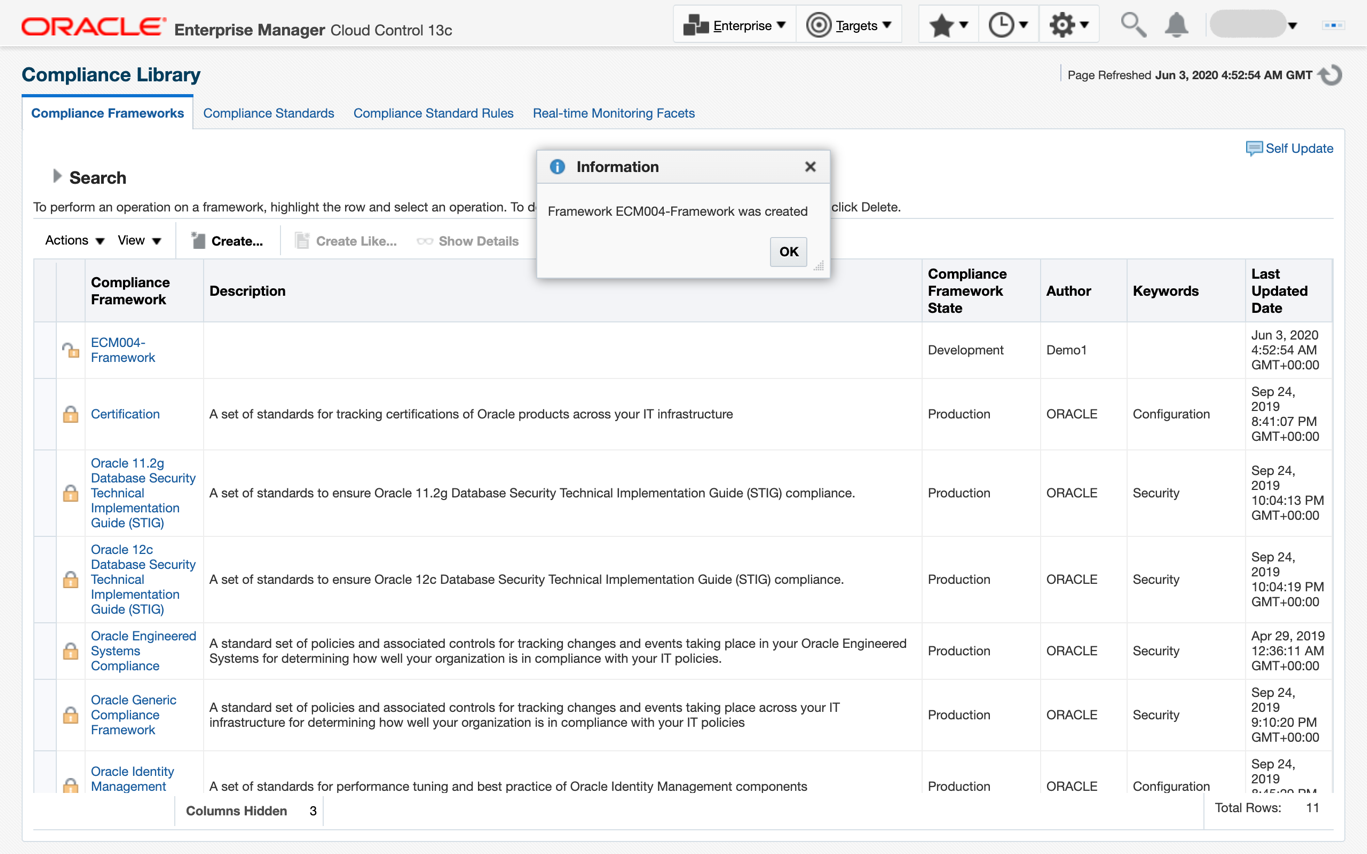 ORACLE Enterprise Manager Cloud Control 13c
Enterprise
Targets
Compliance Library
Page Refreshed Jun 3, 2020 4:52:54 AM GMT
Compliance Frameworks
Compliance Standards
Compliance Standard Rules
Real-time Monitoring Facets
Self Update
Search
To perform an operation on a framework, highlight the row and select an operation. To d
click Delete.
Information
Framework ECM004-Framework was created
OK
Actions
View
Create...
Create Like...
Show Details
Compliance
Framework
Description
Compliance
Framework
State
Author
Keywords
Last
Updated
Date
ECM004-
Framework
Development
Demo1
Jun 3, 2020
4:52:54 AM
GMT+00:00
Certification
A set of standards for tracking certifications of Oracle products across your IT infrastructure
Production
ORACLE
Configuration
Sep 24,
2019
8:41:07 PM
GMT+00:00
Oracle 11.2g
Database Security
Technical
Implementation
Guide (STIG)
A set of standards to ensure Oracle 11.2g Database Security Technical Implementation Guide (STIG) compliance.
Production
ORACLE
Security
Sep 24,
2019
10:04:13 PM
GMT+00:00
Oracle 12c
Database Security
Technical
Implementation
Guide (STIG)
A set of standards to ensure Oracle 12c Database Security Technical Implementation Guide (STIG) compliance.
Production
ORACLE
Security
Sep 24,
2019
10:04:19 PM
GMT+00:00
Oracle Engineered
Systems
Compliance
A standard set of policies and associated controls for tracking changes and events taking place in your Oracle Engineered
Systems for determining how well your organization is in compliance with your IT policies.
Production
ORACLE
Security
Apr 29, 2019
12:36:11 AM
GMT+00:00
Oracle Generic
Compliance
Framework
A standard set of policies and associated controls for tracking changes and events taking place across your IT
infrastructure for determining how well your organization is in compliance with your IT policies
Production
ORACLE
Security
Sep 24,
2019
9:10:20 PM
GMT+00:00
Oracle Identity
Management
A set of standards for performance tuning and best practice of Oracle Identity Management components
Production
ORACLE
Configuration
Sep 24,
2019
Columns Hidden 3
Total Rows: 11